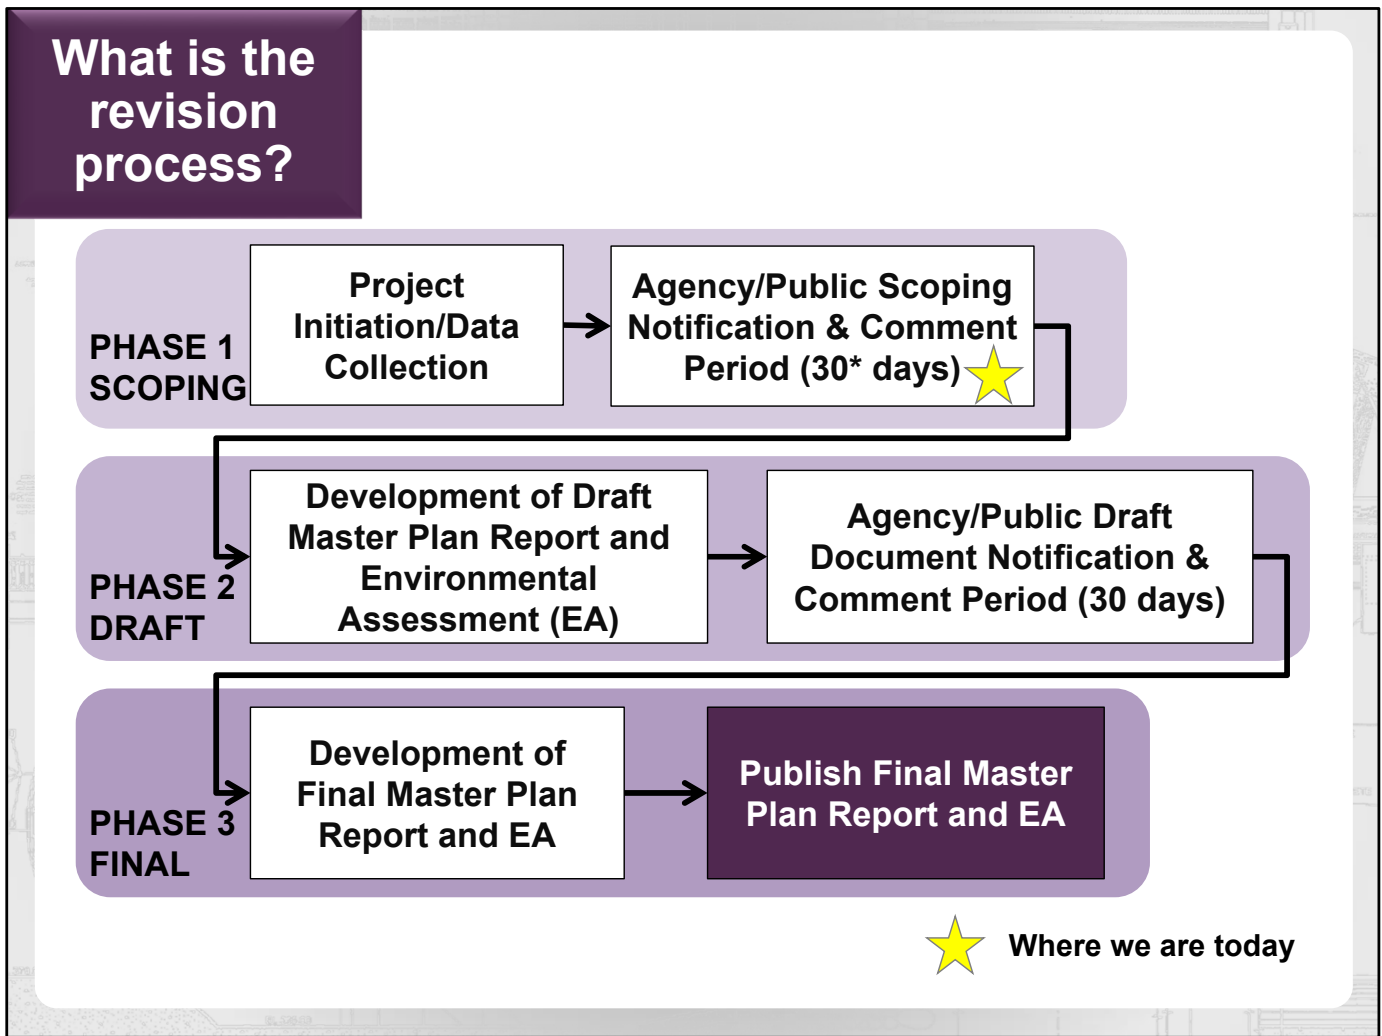 What is the
revision
process?
PHASE 1
SCOPING
Project
Initiation/Data
Collection
Agency/Public Scoping
Notification & Comment
Period (30* days)
PHASE 2
DRAFT
Development of Draft
Master Plan Report and
Environmental
Assessment (EA)
Agency/Public Draft
Document Notification &
Comment Period (30 days)
PHASE 3
FINAL
Development of
Final Master Plan
Report and EA
Publish Final Master
Plan Report and EA
Where we are today